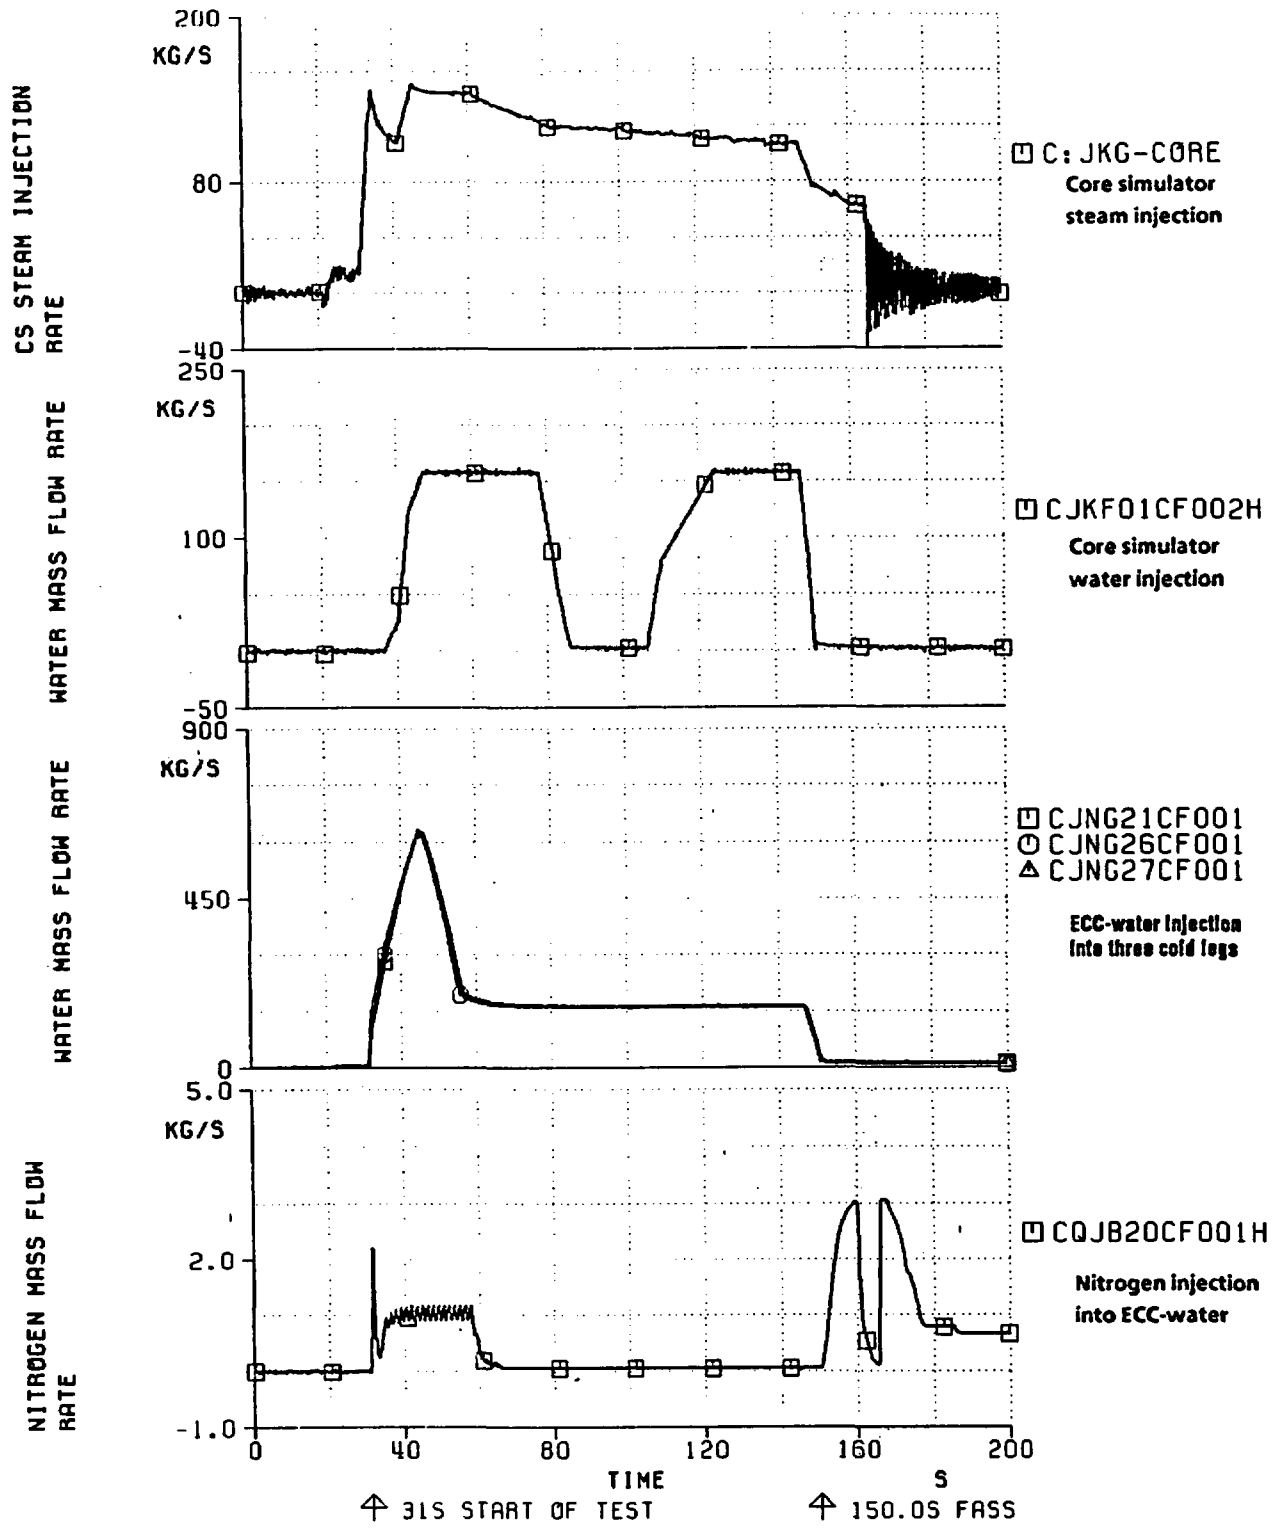 200
KG/S
80
-40
CS STEAM INJECTION
RATE
C:JKG-CORE
Core simulator
steam injection
250
KG/S
100
-50
WATER MASS FLOW RATE
CJKF01CF002H
Core simulator
water injection
900
KG/S
450
0
WATER MASS FLOW RATE
CJNG21CF001
CJNG26CF001
CJNG27CF001
ECC-water injection
into three cold legs
5.0
KG/S
2.0
-1.0
NITROGEN MASS FLOW
RATE
CQJB20CF001H
Nitrogen injection
into ECC-water
0 40 80 120 160 200
TIME S
31S START OF TEST 150.0S FASS